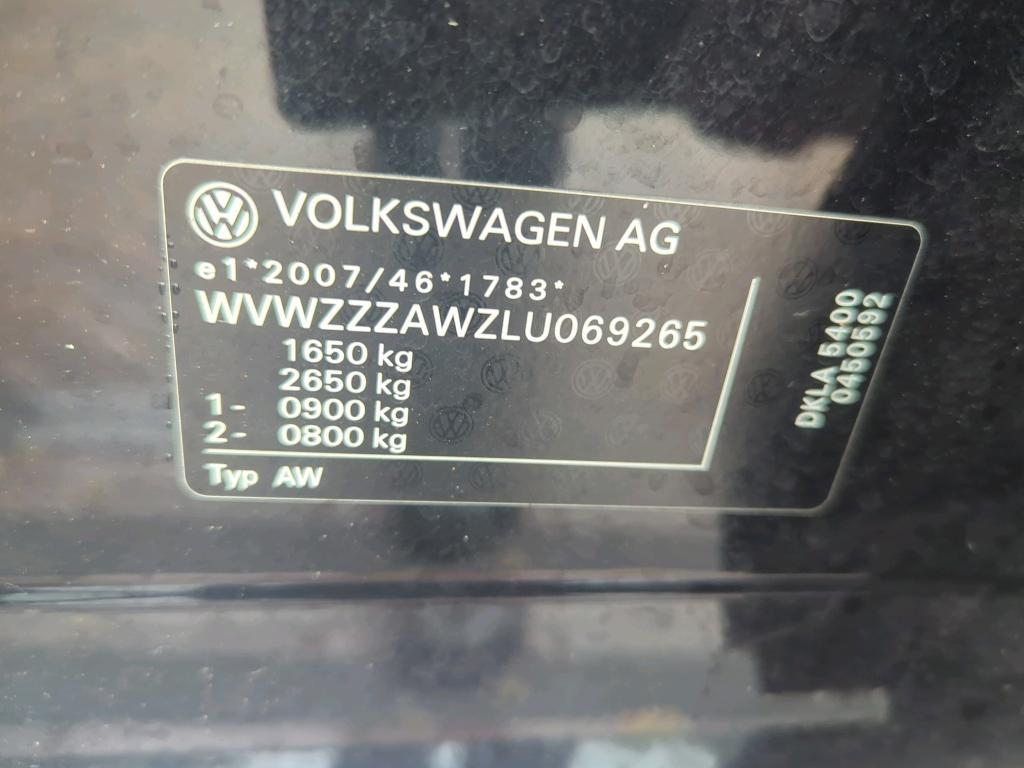 VOLKSWAGEN AG
e1*2007/46*1783*
WVWZZZAWZLU069265
1650 kg
2650 kg
1- 0900 kg
2- 0800 kg
Typ AW
DKLA 5400
0450592